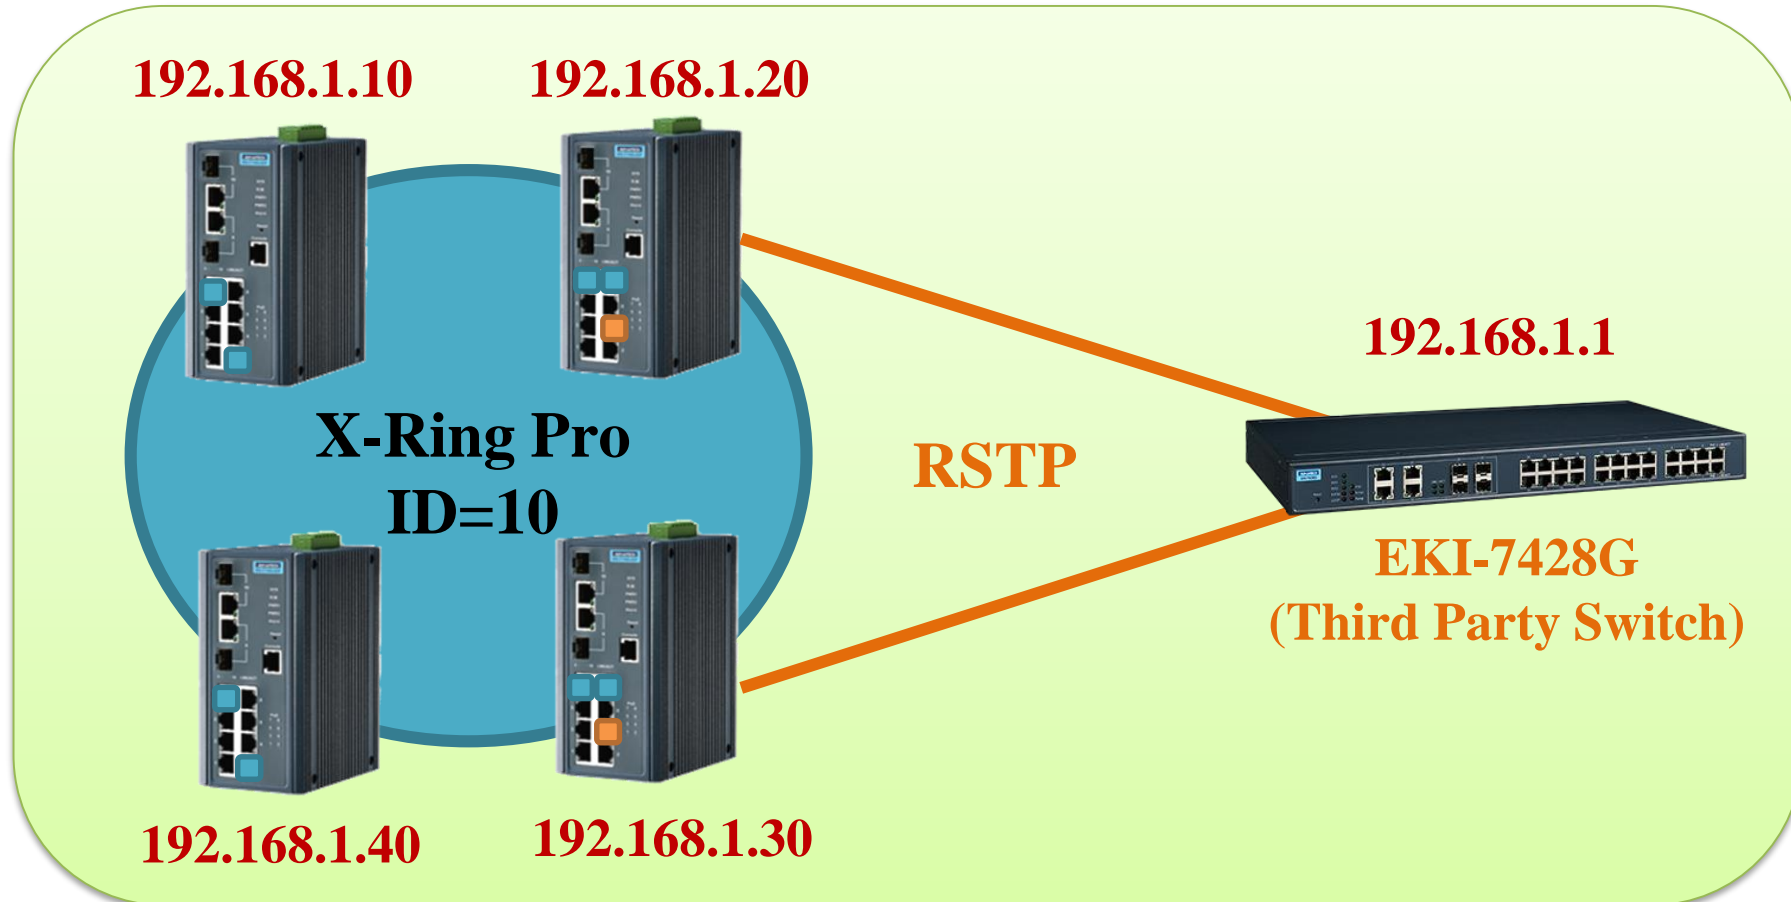 192.168.1.10
192.168.1.20
192.168.1.1
X-Ring Pro
ID=10
RSTP
EKI-7428G
(Third Party Switch)
192.168.1.40
192.168.1.30